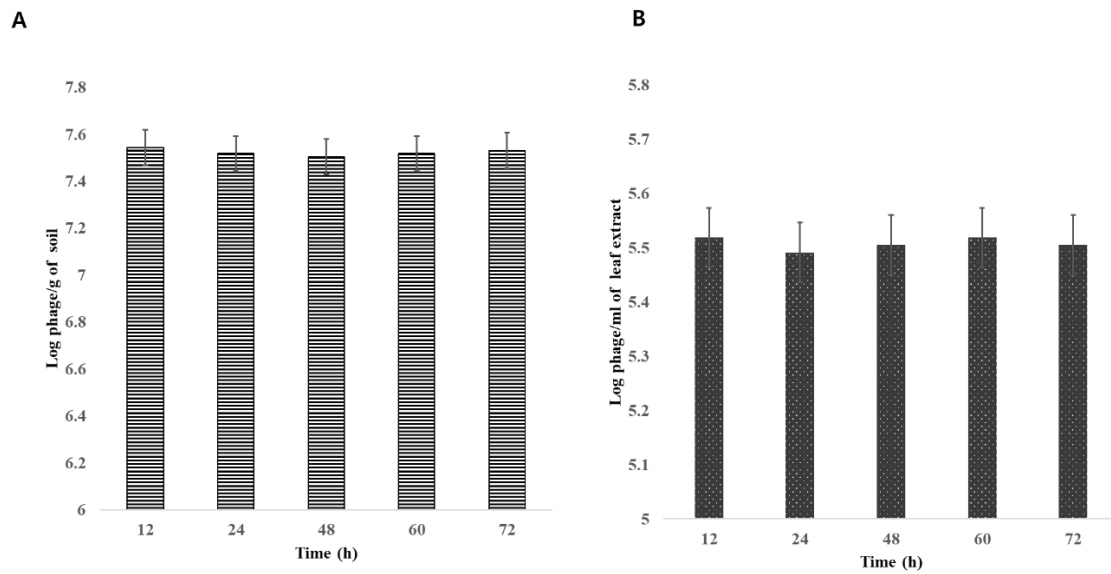 A
7.8
7.6
7.4
7.2
7
6.8
6.6
6.4
6.2
6
Log phage/g of soil
12 24 48 60 72
Time (h)
B
5.8
5.7
5.6
5.5
5.4
5.3
5.2
5.1
5
Log phage/ml of leaf extract
12 24 48 60 72
Time (h)